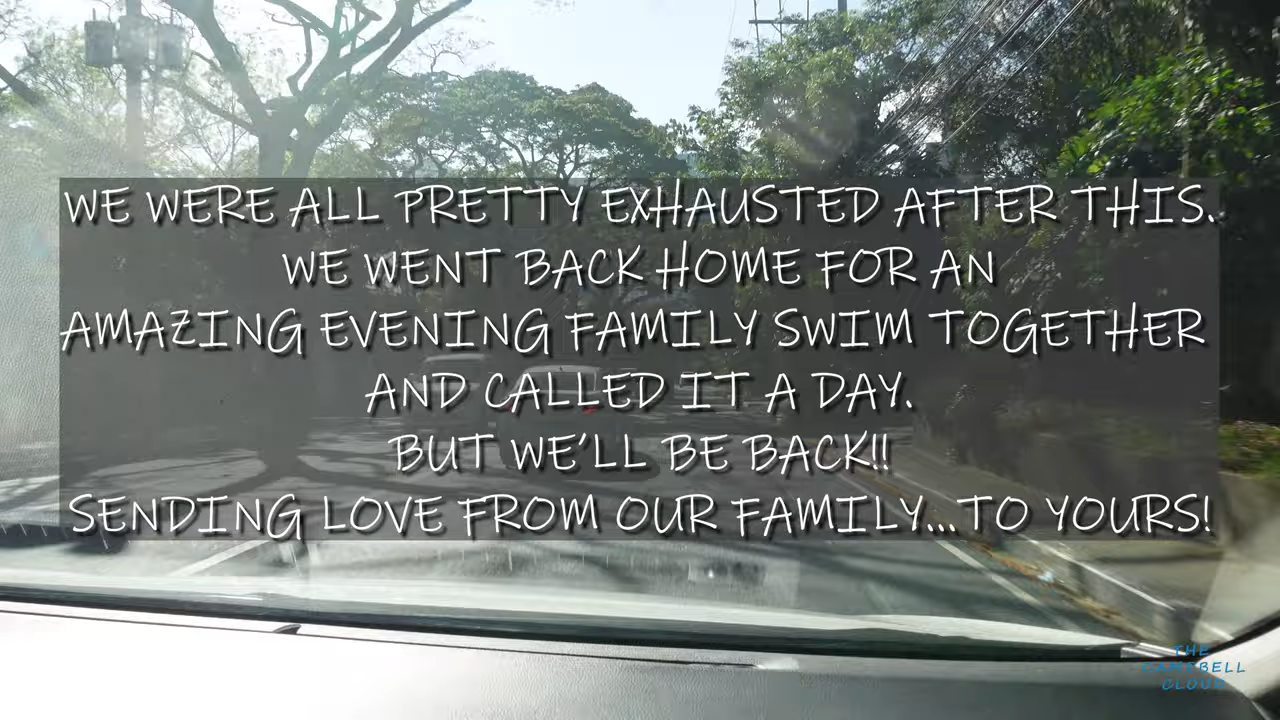 WE WERE ALL PRETTY EXHAUSTED AFTER THIS.
WE WENT BACK HOME FOR AN
AMAZING EVENING FAMILY SWIM TOGETHER
AND CALLED IT A DAY.
BUT WE'LL BE BACK!!
SENDING LOVE FROM OUR FAMILY...TO YOURS!
THE
CAMPBELL
CLOUD